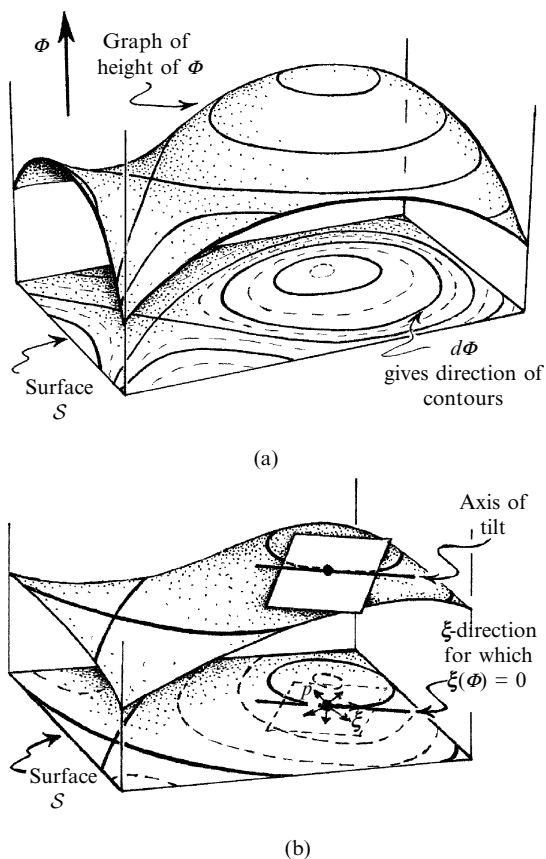 Φ
Graph of
height of Φ
Surface
𝒮
dΦ
gives direction of
contours
(a)
Axis of
tilt
ξ-direction
for which
ξ(Φ) = 0
p
ξ
Surface
𝒮
(b)